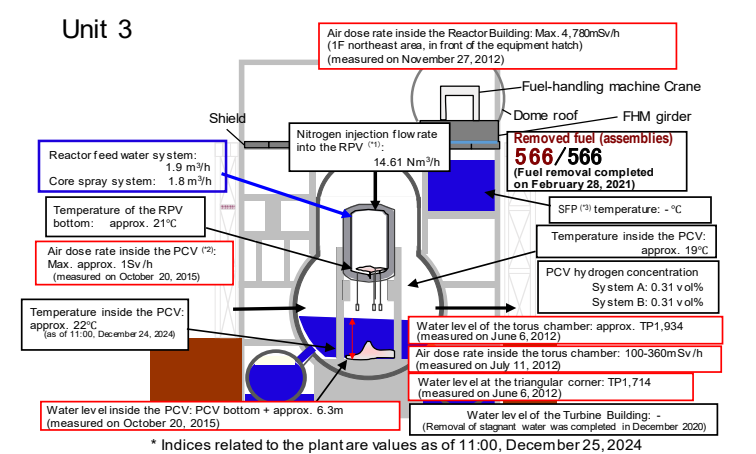 Unit 3
Air dose rate inside the Reactor Building: Max. 4,780mSv/h
(1F northeast area, in front of the equipment hatch)
(measured on November 27, 2012)
Fuel-handling machine Crane
Dome roof
FHM girder
Shield
Nitrogen injection flow rate
into the RPV (*1):
14.61 Nm³/h
Removed fuel (assemblies)
566/566
(Fuel removal completed
on February 28, 2021)
Reactor feed water system:
1.9 m³/h
Core spray system: 1.8 m³/h
Temperature of the RPV
bottom: approx. 21℃
SFP (*3) temperature: - ℃
Air dose rate inside the PCV (*2):
Max. approx. 1Sv/h
(measured on October 20, 2015)
Temperature inside the PCV:
approx. 19℃
PCV hydrogen concentration
System A: 0.31 vol%
System B: 0.31 vol%
Temperature inside the PCV:
approx. 22℃
(as of 11:00, December 24, 2024)
Water level of the torus chamber: approx. TP1,934
(measured on June 6, 2012)
Air dose rate inside the torus chamber: 100-360mSv/h
(measured on July 11, 2012)
Water level at the triangular corner: TP1,714
(measured on June 6, 2012)
Water level inside the PCV: PCV bottom + approx. 6.3m
(measured on October 20, 2015)
Water level of the Turbine Building: -
(Removal of stagnant water was completed in December 2020)
* Indices related to the plant are values as of 11:00, December 25, 2024